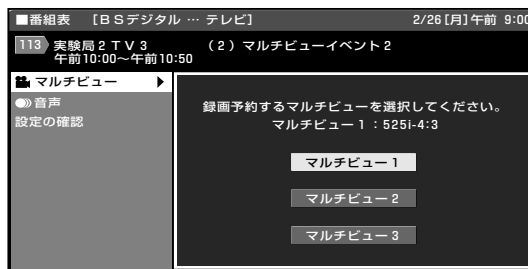 ■番組表 [BSデジタル … テレビ] 2/26[月]午前 9:00
113 実験局2TV3 (2)マルチビューイベント2
午前10:00〜午前10:50
マルチビュー
音声
設定の確認
録画予約するマルチビューを選択してください。
マルチビュー1:525i-4:3
マルチビュー1
マルチビュー2
マルチビュー3